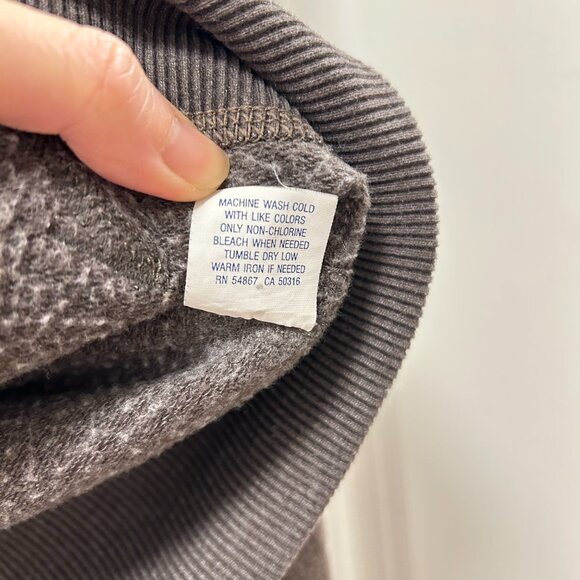 MACHINE WASH COLD
WITH LIKE COLORS
ONLY NON-CHLORINE
BLEACH WHEN NEEDED
TUMBLE DRY LOW
WARM IRON IF NEEDED
RN 54867 CA 50316